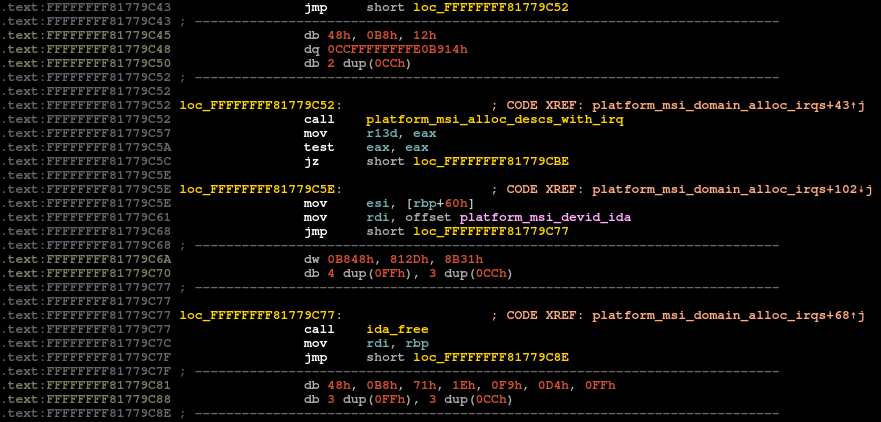 .text:FFFFFFFF81779C43                 jmp     short loc_FFFFFFFF81779C52
.text:FFFFFFFF81779C43 ; ---------------------------------------------------------------------------
.text:FFFFFFFF81779C45                 db 48h, 0B8h, 12h
.text:FFFFFFFF81779C48                 dq 0CCFFFFFFFFE0B914h
.text:FFFFFFFF81779C50                 db 2 dup(0CCh)
.text:FFFFFFFF81779C52 ; ---------------------------------------------------------------------------
.text:FFFFFFFF81779C52
.text:FFFFFFFF81779C52 loc_FFFFFFFF81779C52:                   ; CODE XREF: platform_msi_domain_alloc_irqs+43↑j
.text:FFFFFFFF81779C52                 call    platform_msi_alloc_descs_with_irq
.text:FFFFFFFF81779C57                 mov     r13d, eax
.text:FFFFFFFF81779C5A                 test    eax, eax
.text:FFFFFFFF81779C5C                 jz      short loc_FFFFFFFF81779CBE
.text:FFFFFFFF81779C5E
.text:FFFFFFFF81779C5E loc_FFFFFFFF81779C5E:                   ; CODE XREF: platform_msi_domain_alloc_irqs+102↓j
.text:FFFFFFFF81779C5E                 mov     esi, [rbp+60h]
.text:FFFFFFFF81779C61                 mov     rdi, offset platform_msi_devid_ida
.text:FFFFFFFF81779C68                 jmp     short loc_FFFFFFFF81779C77
.text:FFFFFFFF81779C68 ; ---------------------------------------------------------------------------
.text:FFFFFFFF81779C6A                 dw 0B848h, 812Dh, 8B31h
.text:FFFFFFFF81779C70                 db 4 dup(0FFh), 3 dup(0CCh)
.text:FFFFFFFF81779C77 ; ---------------------------------------------------------------------------
.text:FFFFFFFF81779C77
.text:FFFFFFFF81779C77 loc_FFFFFFFF81779C77:                   ; CODE XREF: platform_msi_domain_alloc_irqs+68↑j
.text:FFFFFFFF81779C77                 call    ida_free
.text:FFFFFFFF81779C7C                 mov     rdi, rbp
.text:FFFFFFFF81779C7F                 jmp     short loc_FFFFFFFF81779C8E
.text:FFFFFFFF81779C7F ; ---------------------------------------------------------------------------
.text:FFFFFFFF81779C81                 db 48h, 0B8h, 71h, 1Eh, 0F9h, 0D4h, 0FFh
.text:FFFFFFFF81779C88                 db 3 dup(0FFh), 3 dup(0CCh)
.text:FFFFFFFF81779C8E ; ---------------------------------------------------------------------------